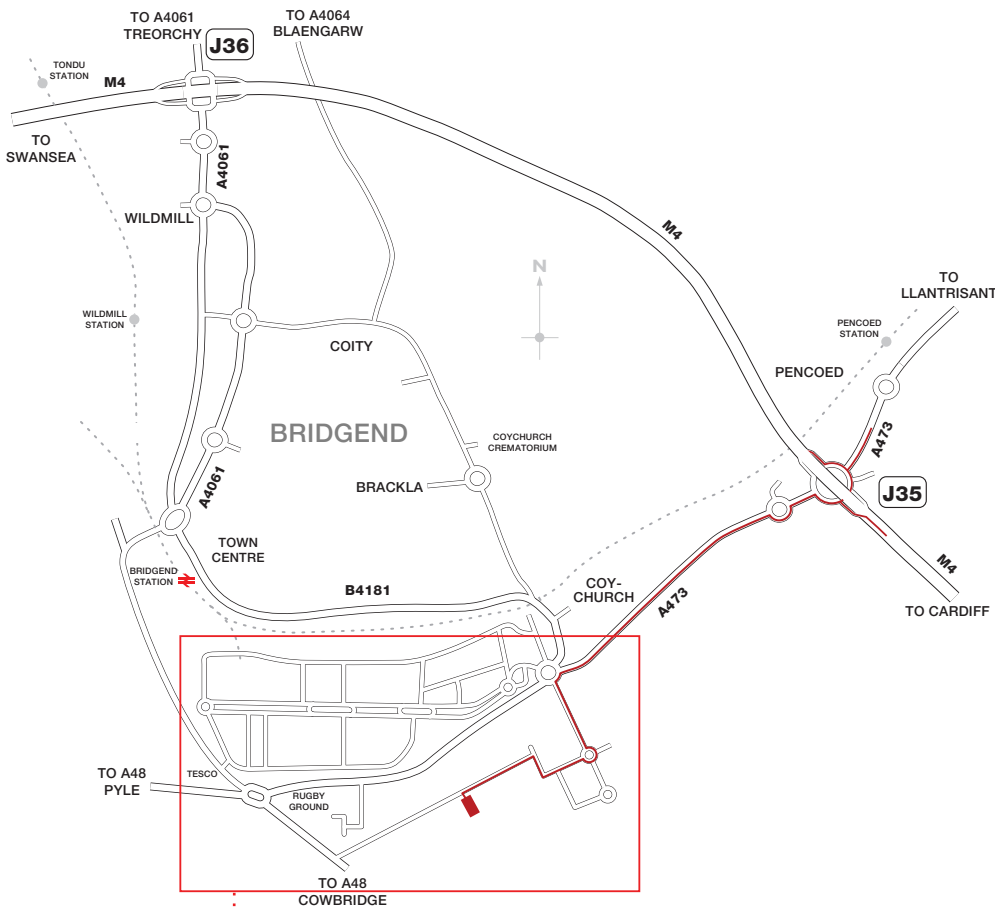 TO A4061
TREORCHY
TO A4064
BLAENGARW
J36
TONDU
STATION
M4
TO
SWANSEA
A4061
WILDMILL
M4
N
TO
LLANTRISANT
WILDMILL
STATION
PENCOED
STATION
COITY
PENCOED
BRIDGEND
COYCHURCH
CREMATORIUM
A473
BRACKLA
A4061
J35
TOWN
CENTRE
M4
BRIDGEND
STATION
B4181
COY-
CHURCH
A473
TO CARDIFF
TESCO
TO A48
PYLE
RUGBY
GROUND
TO A48
COWBRIDGE